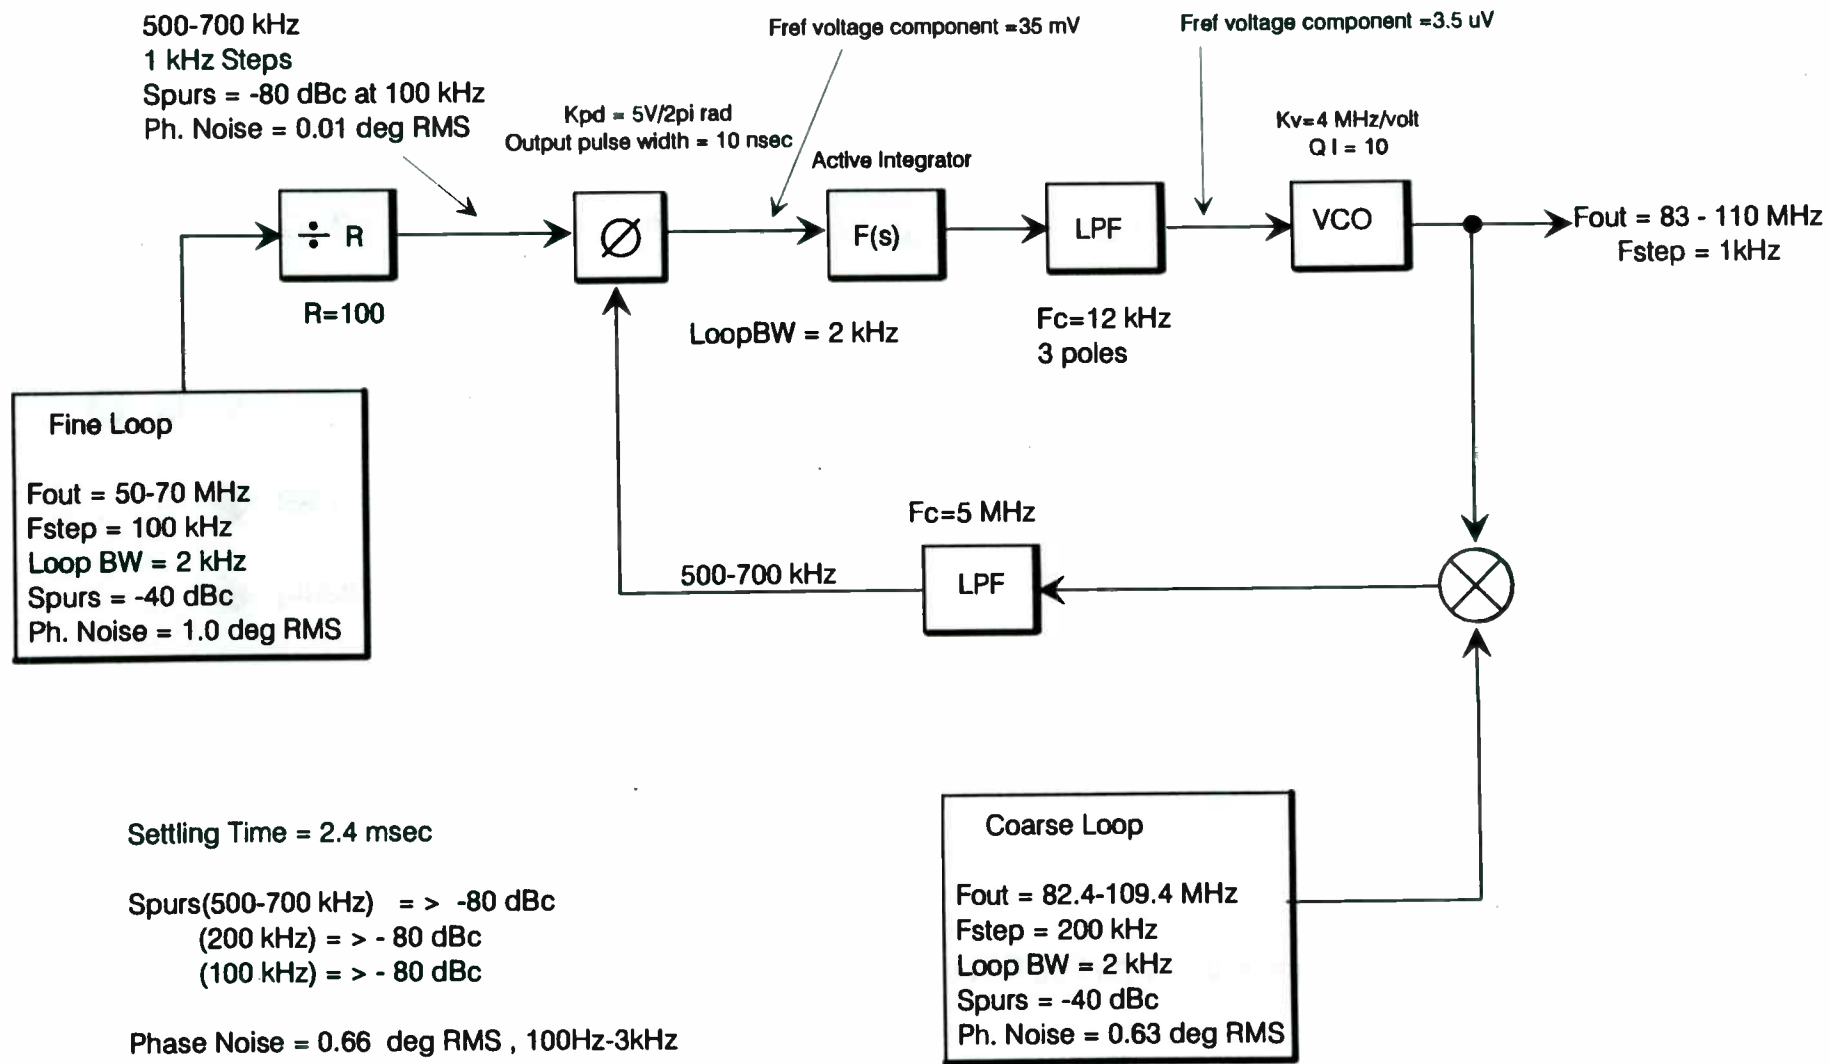 500-700 kHz
1 kHz Steps
Spurs = -80 dBc at 100 kHz
Ph. Noise = 0.01 deg RMS
Fref voltage component =35 mV
Fref voltage component =3.5 uV
Kpd = 5V/2pi rad
Output pulse width = 10 nsec
Active Integrator
Kv=4 MHz/volt
Q l = 10
÷ R
Ø
F(s)
LPF
VCO
Fout = 83 - 110 MHz
Fstep = 1kHz
R=100
LoopBW = 2 kHz
Fc=12 kHz
3 poles
Fine Loop
Fout = 50-70 MHz
Fstep = 100 kHz
Loop BW = 2 kHz
Spurs = -40 dBc
Ph. Noise = 1.0 deg RMS
Fc=5 MHz
500-700 kHz
LPF
Settling Time = 2.4 msec
Spurs(500-700 kHz) = > -80 dBc
(200 kHz) = > - 80 dBc
(100 kHz) = > - 80 dBc
Phase Noise = 0.66 deg RMS , 100Hz-3kHz
Coarse Loop
Fout = 82.4-109.4 MHz
Fstep = 200 kHz
Loop BW = 2 kHz
Spurs = -40 dBc
Ph. Noise = 0.63 deg RMS